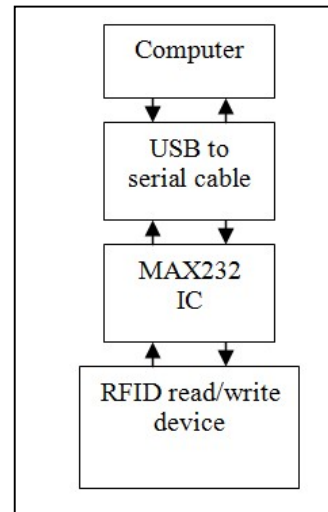 Computer
USB to
serial cable
MAX232
IC
RFID read/write
device